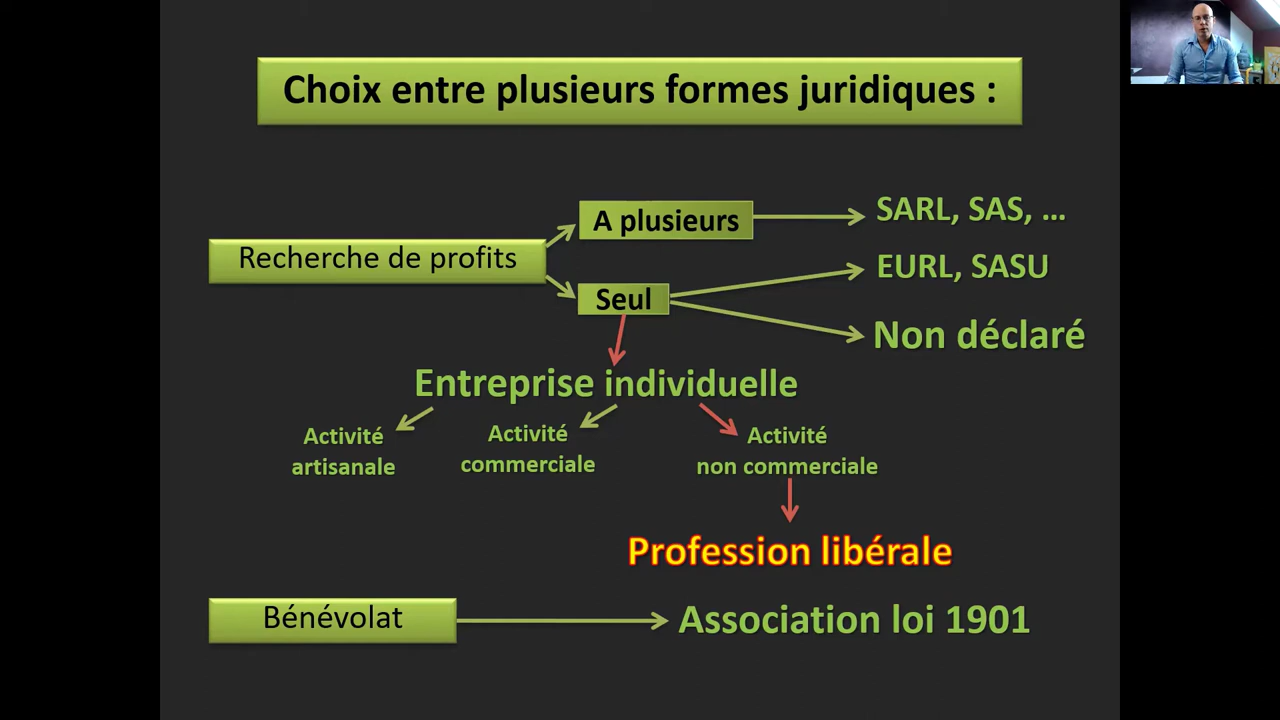 Choix entre plusieurs formes juridiques :
A plusieurs
SARL, SAS, ...
Recherche de profits
EURL, SASU
Seul
Non déclaré
Entreprise individuelle
Activité
artisanale
Activité
commerciale
Activité
non commerciale
Profession libérale
Bénévolat
Association loi 1901